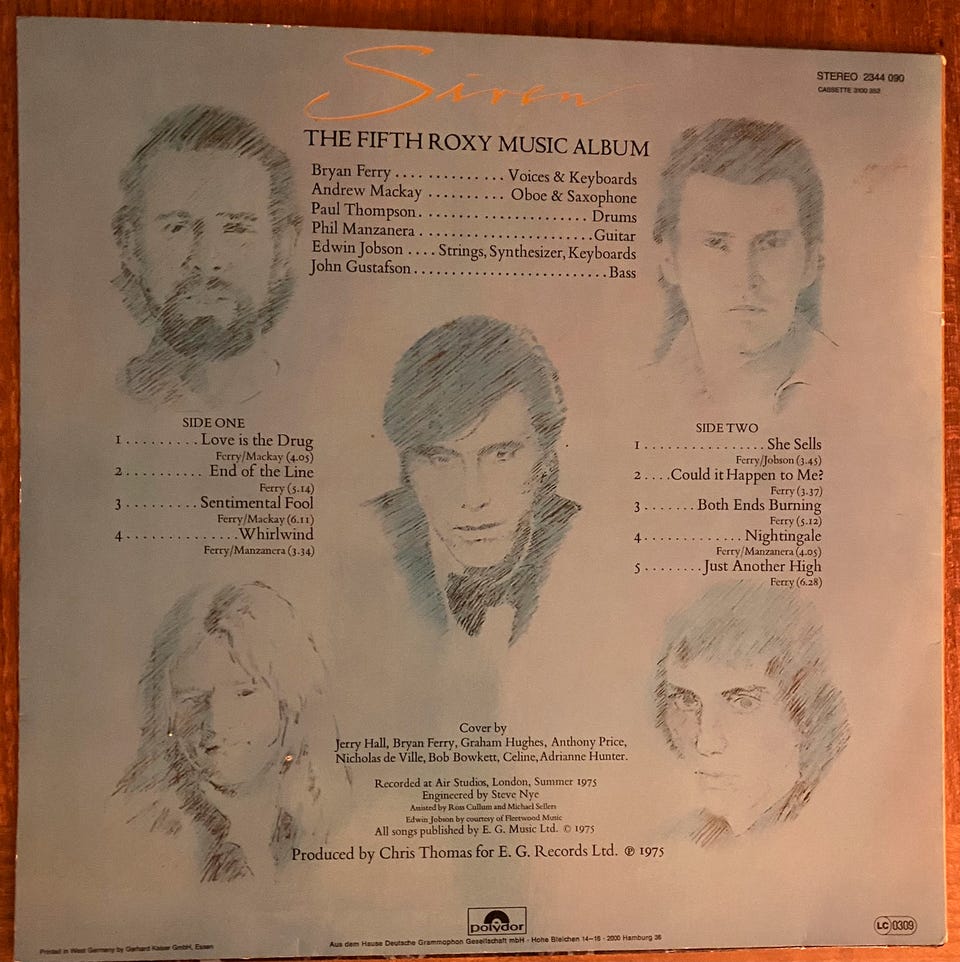 Siren
STEREO 2344 090
CASSETTE 3100 352
THE FIFTH ROXY MUSIC ALBUM
Bryan Ferry . . . . . . . . . . . . . . Voices & Keyboards
Andrew Mackay . . . . . . . . . . Oboe & Saxophone
Paul Thompson. . . . . . . . . . . . . . . . . . . . . . Drums
Phil Manzanera . . . . . . . . . . . . . . . . . . . . . . .Guitar
Edwin Jobson . . . . Strings, Synthesizer, Keyboards
John Gustafson. . . . . . . . . . . . . . . . . . . . . . . . . Bass
SIDE ONE
1 . . . . . . . . . Love is the Drug
Ferry/Mackay (4.05)
2 . . . . . . . . . . End of the Line
Ferry (5.14)
3 . . . . . . . . . Sentimental Fool
Ferry/Mackay (6.11)
4 . . . . . . . . . . . . . . Whirlwind
Ferry/Manzanera (3.34)
SIDE TWO
1 . . . . . . . . . . . . . . . She Sells
Ferry/Jobson (3.45)
2 . . . .Could it Happen to Me?
Ferry (3.37)
3 . . . . . . . Both Ends Burning
Ferry (5.12)
4 . . . . . . . . . . . . . Nightingale
Ferry/Manzanera (4.05)
5 . . . . . . . . Just Another High
Ferry (6.28)
Cover by
Jerry Hall, Bryan Ferry, Graham Hughes, Anthony Price,
Nicholas de Ville, Bob Bowkett, Celine, Adrianne Hunter.
Recorded at Air Studios, London, Summer 1975
Engineered by Steve Nye
Assisted by Ross Cullum and Michael Sellers
Edwin Jobson by courtesy of Fleetwood Music
All songs published by E. G. Music Ltd. © 1975
Produced by Chris Thomas for E. G. Records Ltd. ℗ 1975
polydor
LC 0309
Printed in West Germany by Gerhard Kaiser GmbH, Essen
Aus dem Hause Deutsche Grammophon Gesellschaft mbH · Hohe Bleichen 14–16 · 2000 Hamburg 36